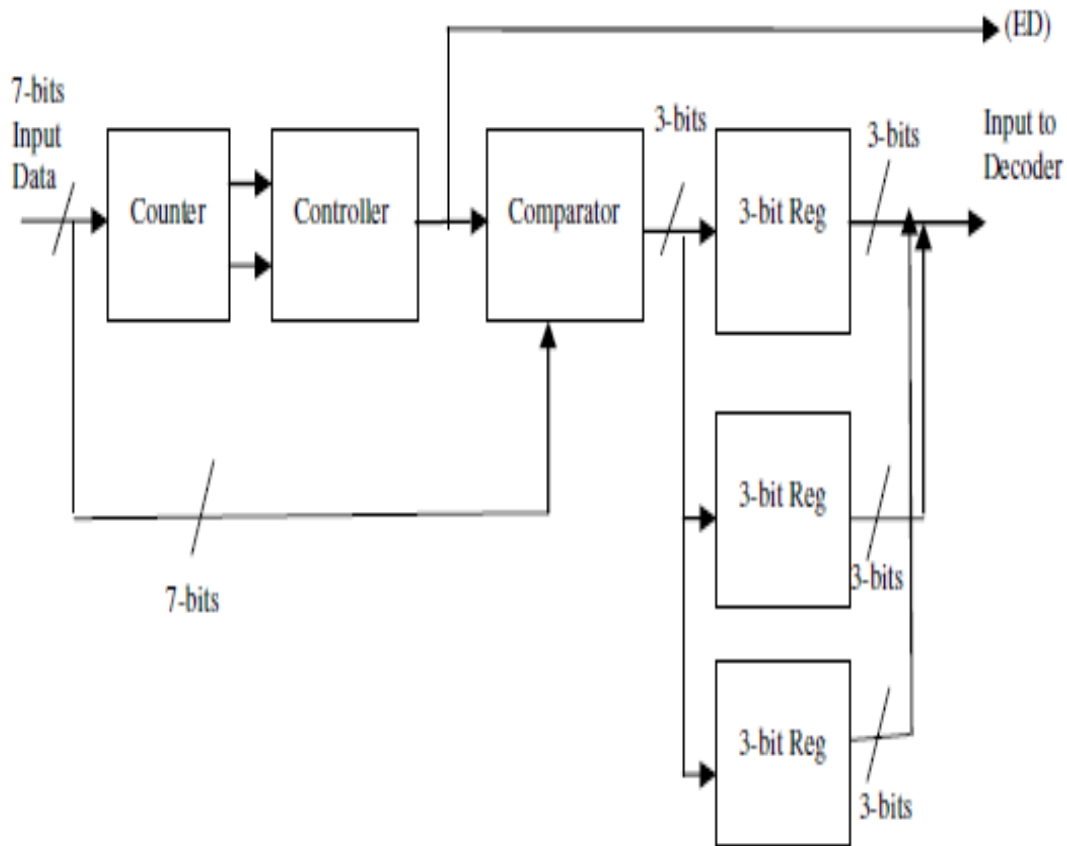 (ED)
7-bits
Input
Data
3-bits
3-bits
Input to
Decoder
Counter
Controller
Comparator
3-bit Reg
3-bit Reg
3-bits
7-bits
3-bit Reg
3-bits